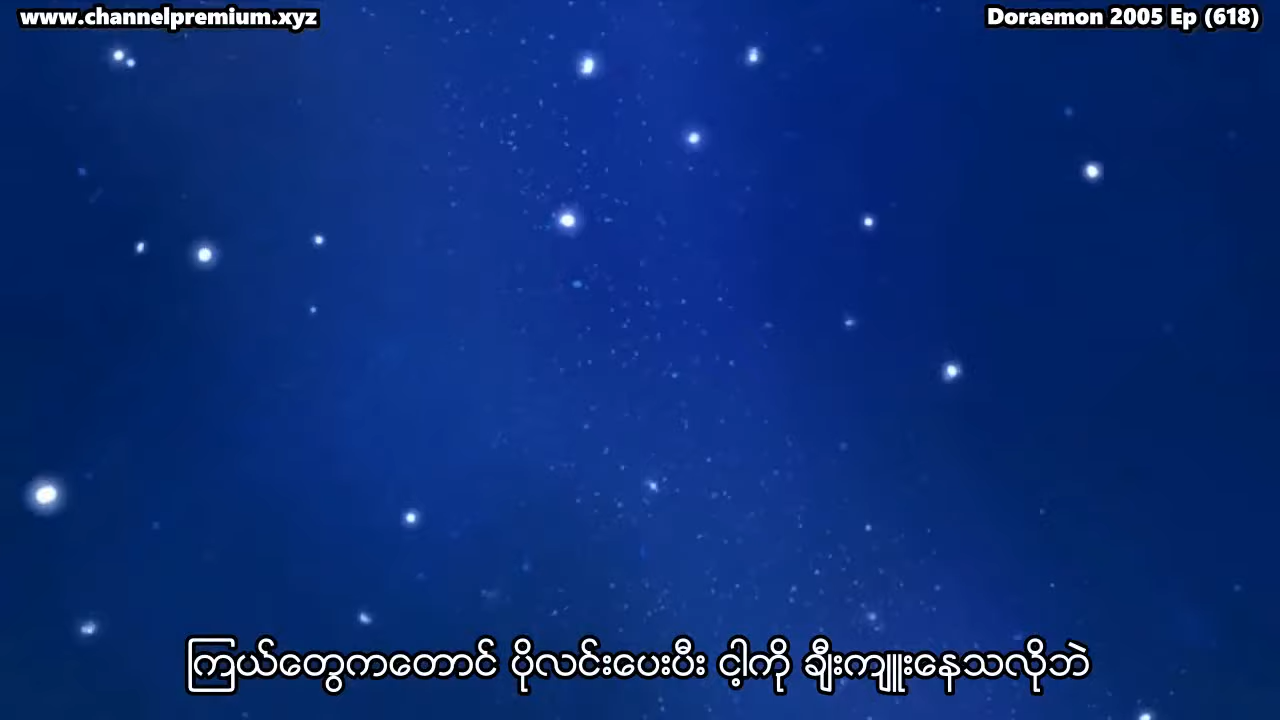 www.channelpremium.xyz
Doraemon 2005 Ep (618)
ကြယ်တွေကတောင် ပိုလင်းပေးပီး ငါ့ကို ချီးကျူးနေသလိုဘဲ